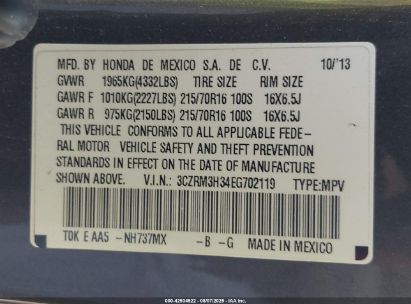 MFD. BY HONDA DE MEXICO S.A. DE C.V. 10/'13
GVWR 1965KG(4332LBS) TIRE SIZE RIM SIZE
GAWR F 1010KG(2227LBS) 215/70R16 100S 16X6.5J
GAWR R 975KG(2150LBS) 215/70R16 100S 16X6.5J
THIS VEHICLE CONFORMS TO ALL APPLICABLE FEDE-
RAL MOTOR VEHICLE SAFETY AND THEFT PREVENTION
STANDARDS IN EFFECT ON THE DATE OF MANUFACTURE
SHOWN ABOVE. V.I.N.: 3CZRM3H34EG702119 TYPE:MPV
TOK E AA5 -NH737MX -B -G MADE IN MEXICO